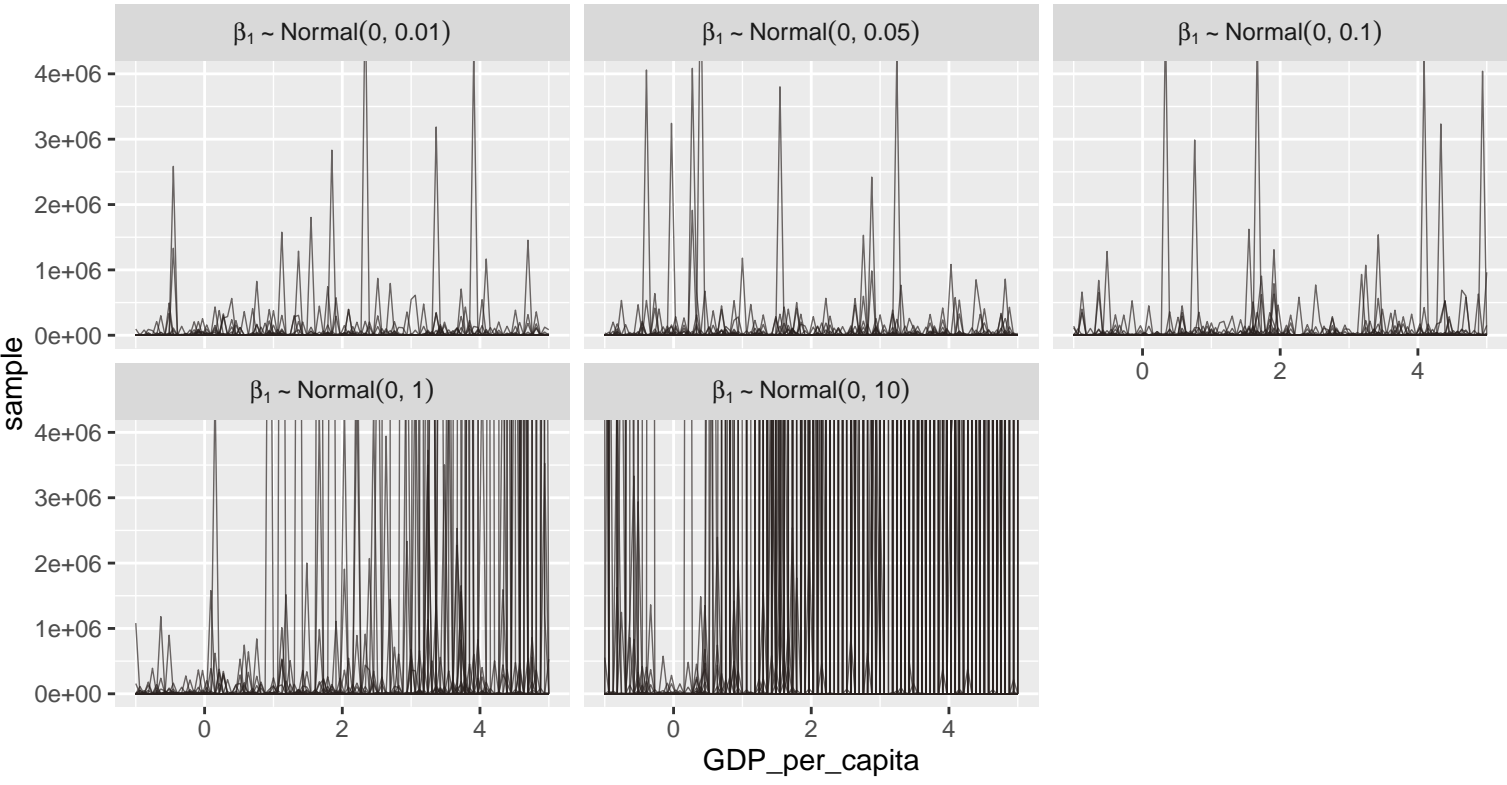 β₁ ~ Normal(0, 0.01)
β₁ ~ Normal(0, 0.05)
β₁ ~ Normal(0, 0.1)
4e+06
3e+06
2e+06
1e+06
0e+00
0 2 4
β₁ ~ Normal(0, 1)
β₁ ~ Normal(0, 10)
4e+06
3e+06
2e+06
1e+06
0e+00
0 2 4
0 2 4
sample
GDP_per_capita